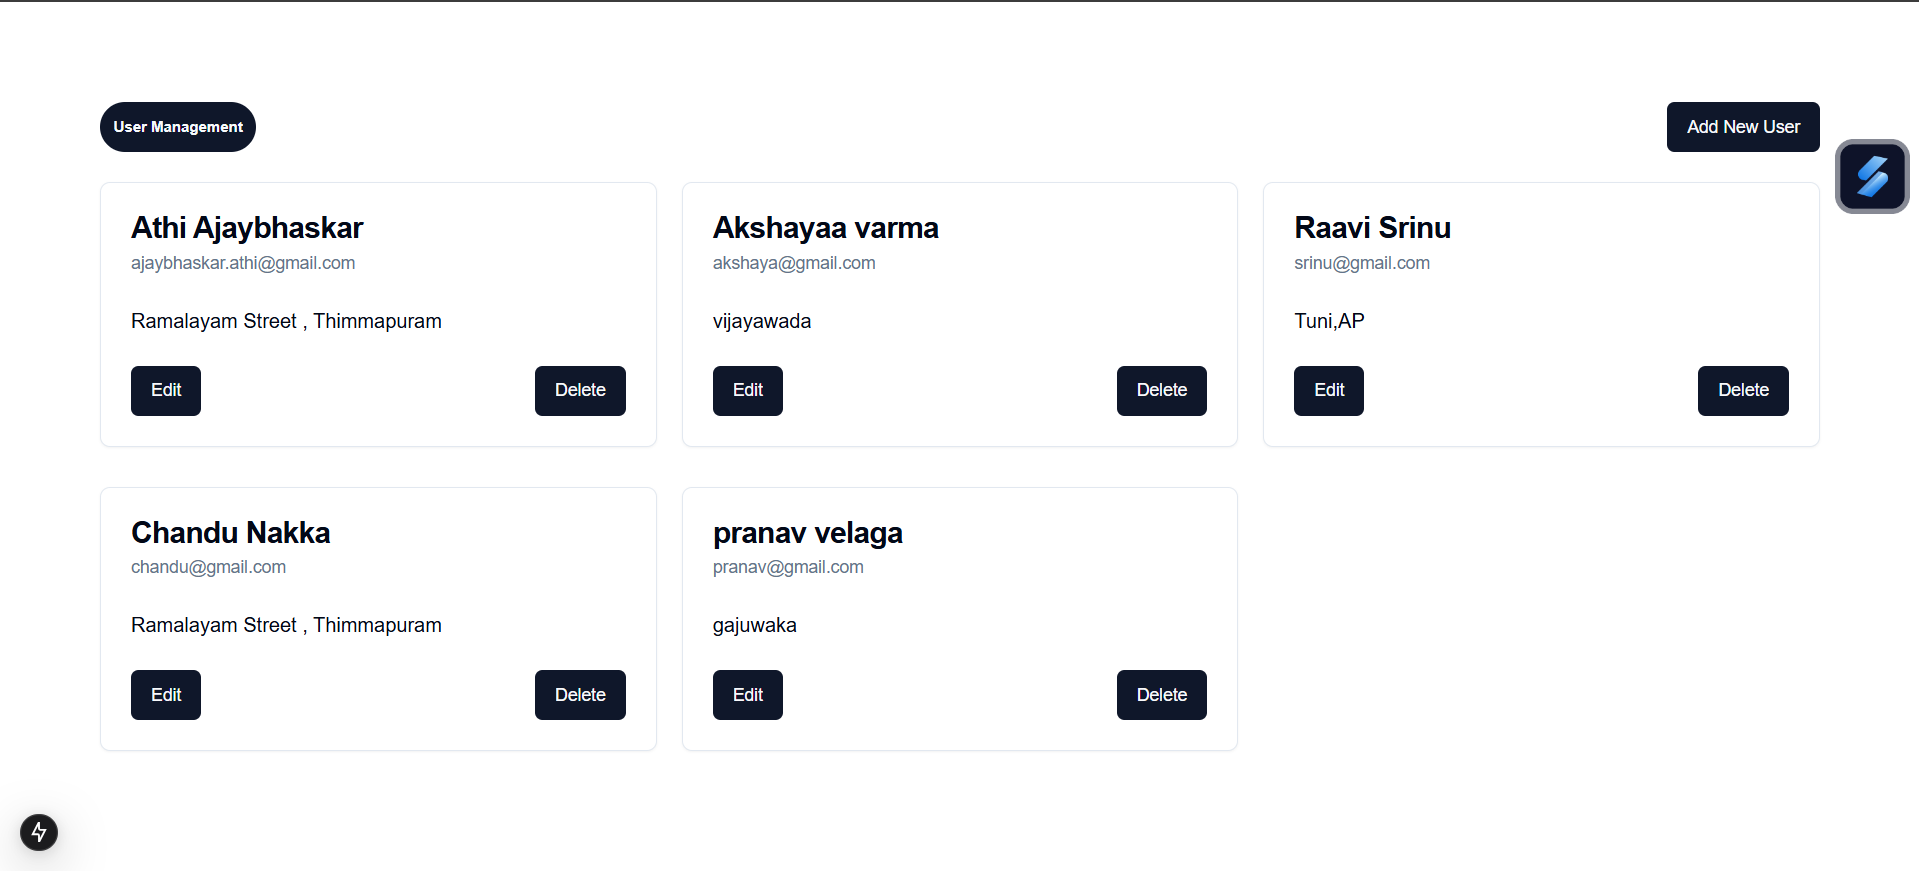 User Management
Add New User
Athi Ajaybhaskar
ajaybhaskar.athi@gmail.com
Ramalayam Street , Thimmapuram
Edit
Delete
Akshayaa varma
akshaya@gmail.com
vijayawada
Edit
Delete
Raavi Srinu
srinu@gmail.com
Tuni,AP
Edit
Delete
Chandu Nakka
chandu@gmail.com
Ramalayam Street , Thimmapuram
Edit
Delete
pranav velaga
pranav@gmail.com
gajuwaka
Edit
Delete